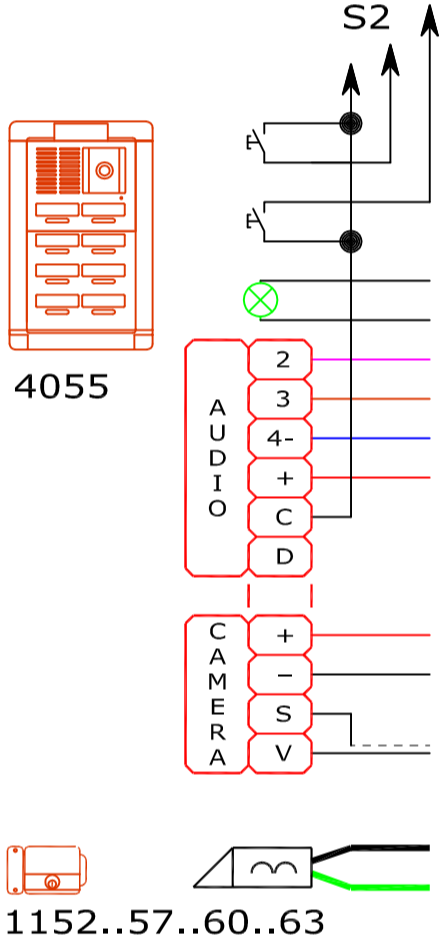 S2
4055
AUDIO
2
3
4-
+
C
D
CAMERA
+
–
S
V
1152..57..60..63